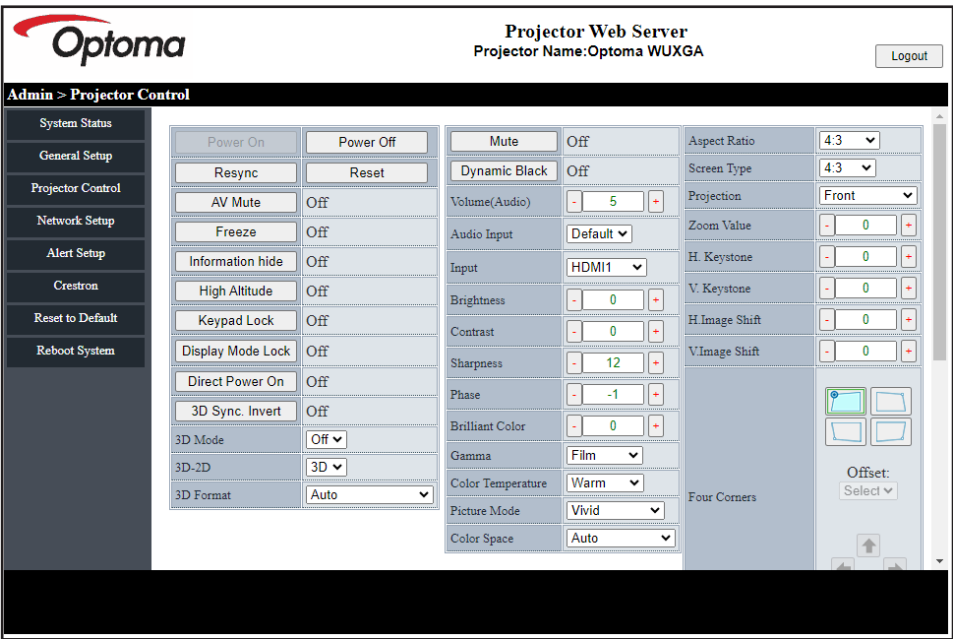 Optoma
Projector Web Server
Projector Name:Optoma WUXGA
Logout
Admin > Projector Control
System Status
General Setup
Projector Control
Network Setup
Alert Setup
Crestron
Reset to Default
Reboot System
Power On Power Off
Resync Reset
AV Mute Off
Freeze Off
Information hide Off
High Altitude Off
Keypad Lock Off
Display Mode Lock Off
Direct Power On Off
3D Sync. Invert Off
3D Mode Off
3D-2D 3D
3D Format Auto
Mute Off
Dynamic Black Off
Volume(Audio) - 5 +
Audio Input Default
Input HDMI1
Brightness - 0 +
Contrast - 0 +
Sharpness - 12 +
Phase - -1 +
Brilliant Color - 0 +
Gamma Film
Color Temperature Warm
Picture Mode Vivid
Color Space Auto
Aspect Ratio 4:3
Screen Type 4:3
Projection Front
Zoom Value - 0 +
H. Keystone - 0 +
V. Keystone - 0 +
H.Image Shift - 0 +
V.Image Shift - 0 +
Four Corners
Offset:
Select